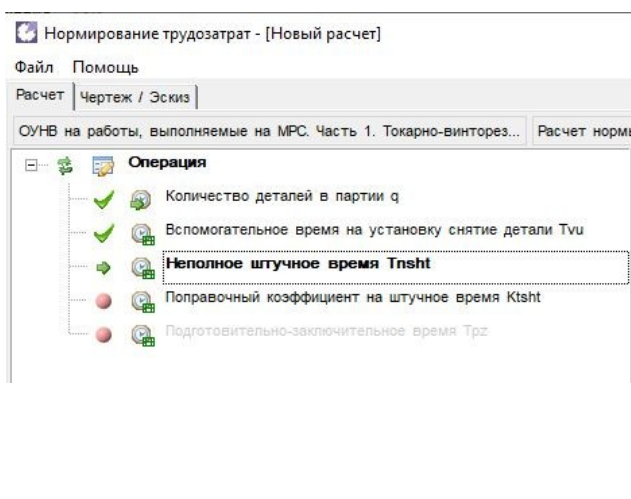 Нормирование трудозатрат - [Новый расчет]
Файл Помощь
Расчет Чертеж / Эскиз
ОУНВ на работы, выполняемые на МРС. Часть 1. Токарно-винторез... Расчет норм
Операция
Количество деталей в партии q
Вспомогательное время на установку снятие детали Tvu
Неполное штучное время Tnsht
Поправочный коэффициент на штучное время Ktsht
Подготовительно-заключительное время Tpz